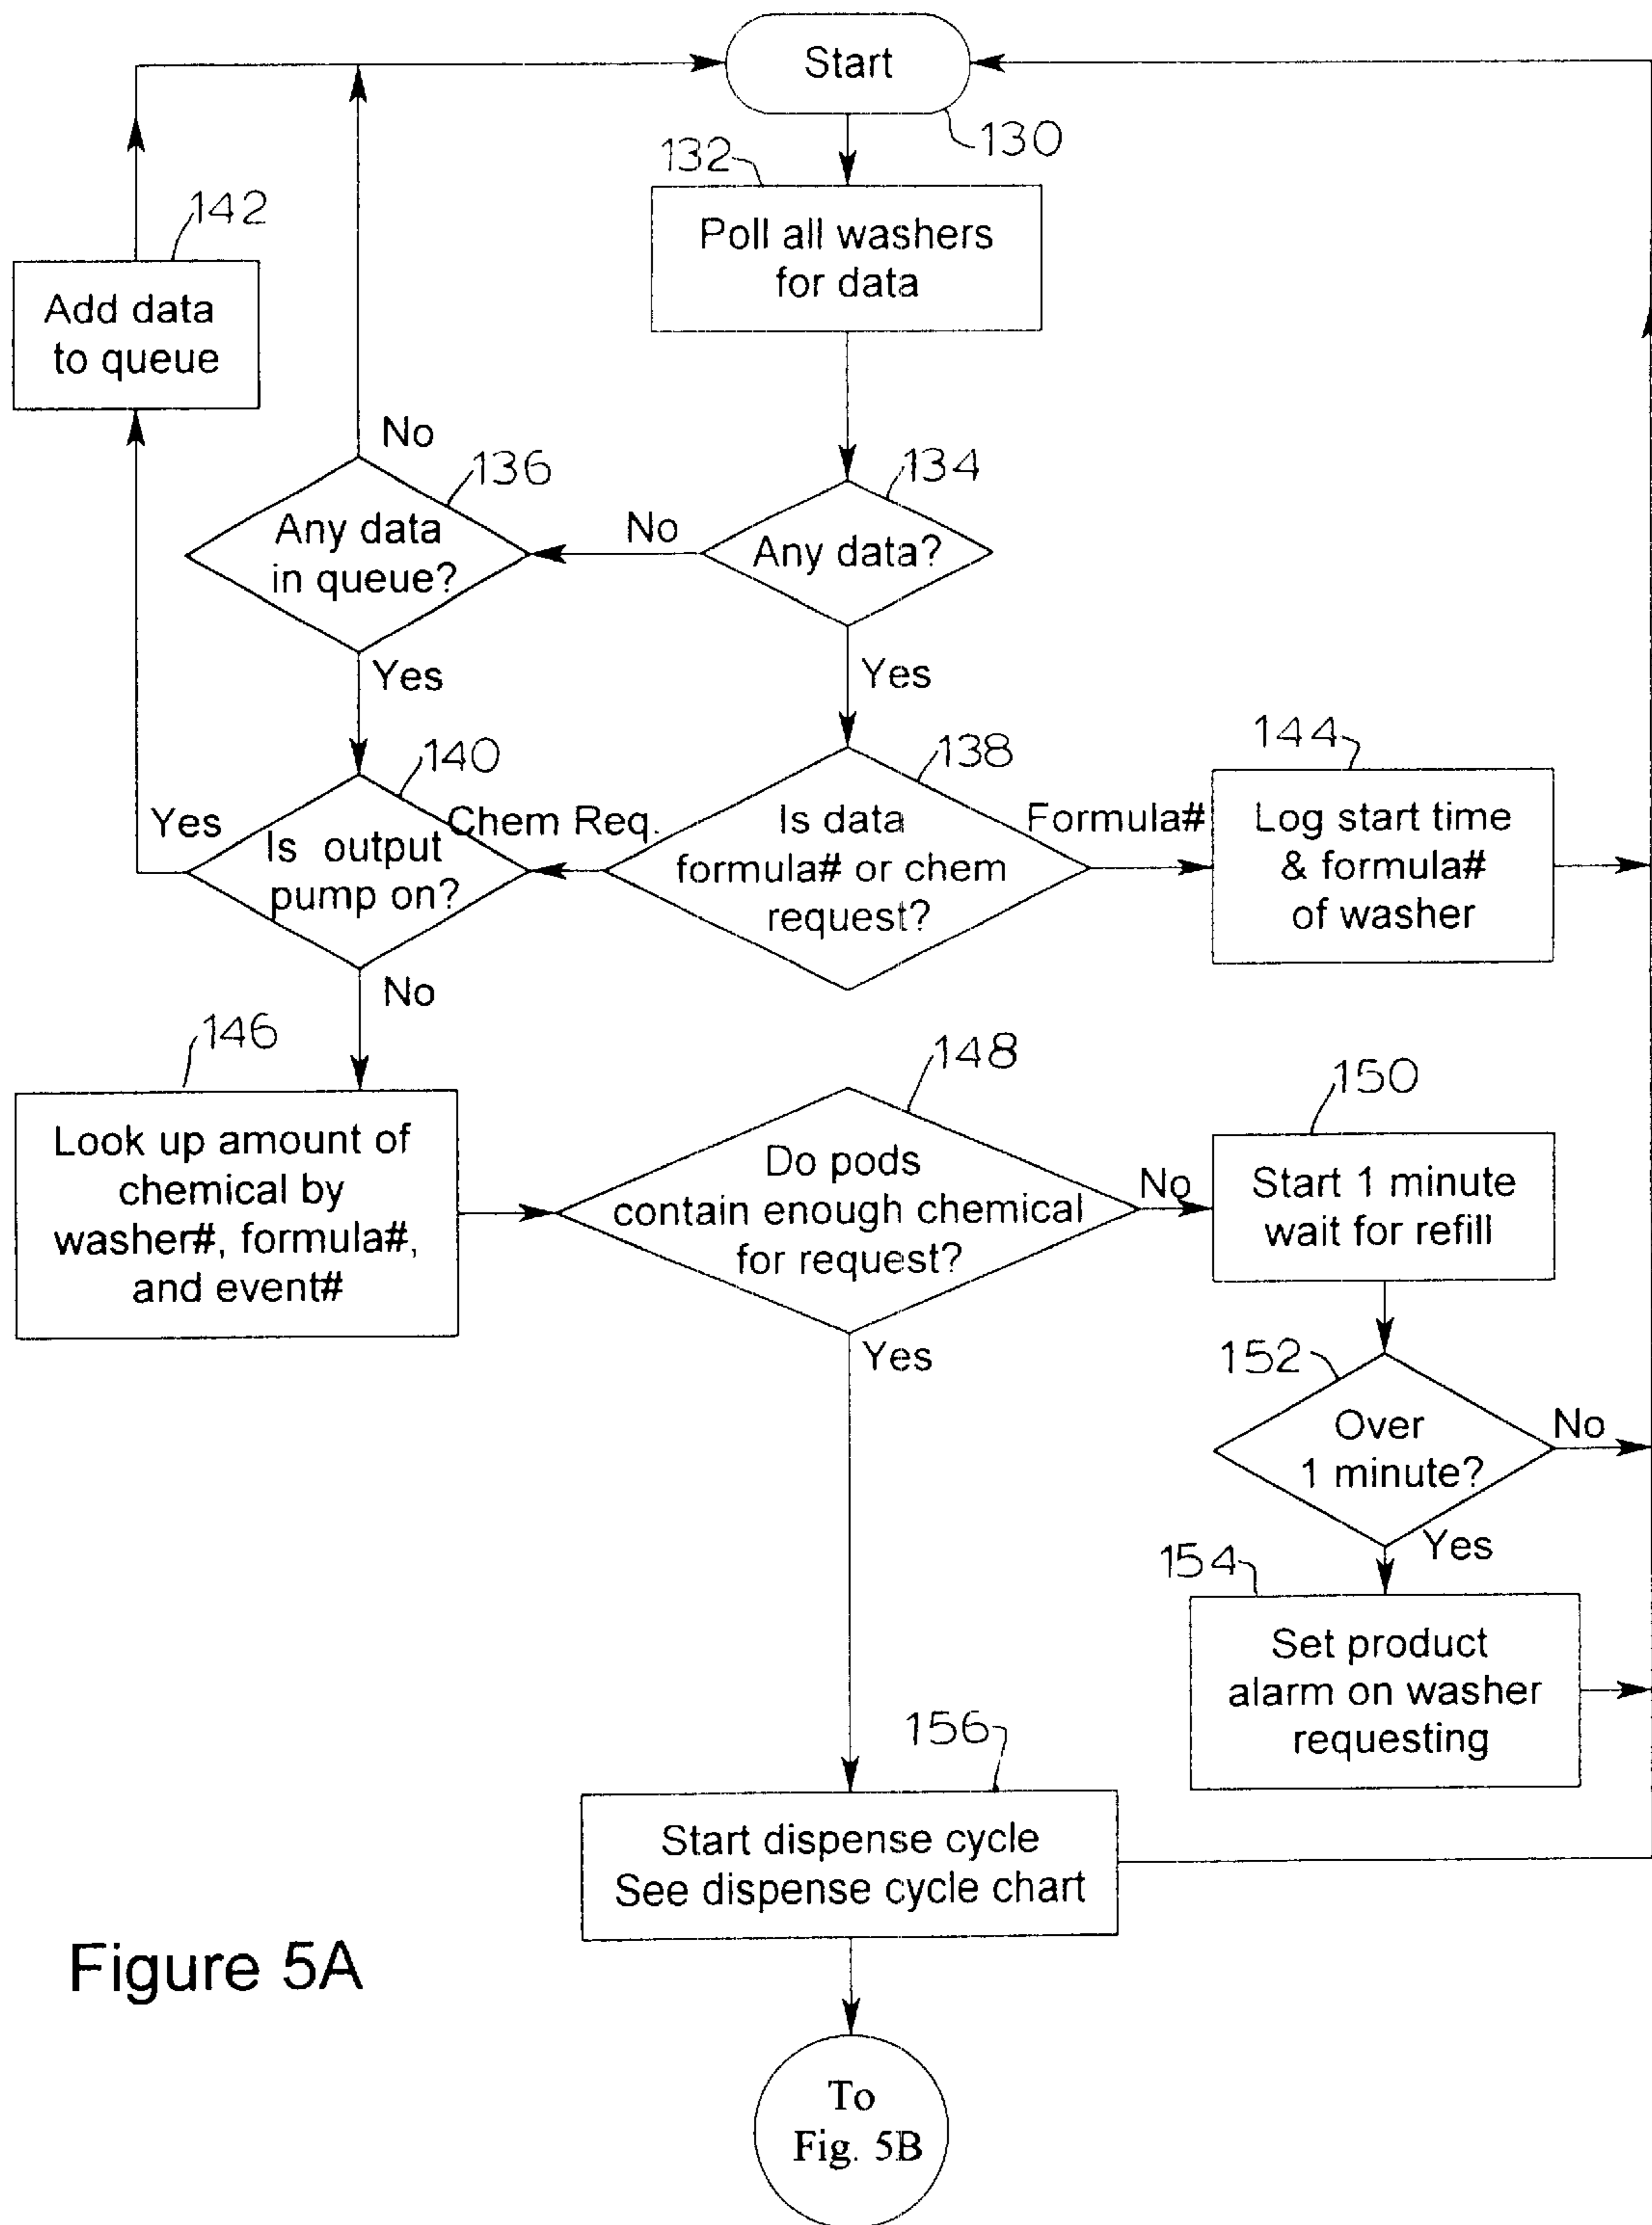 Start
130
132
Poll all washers
for data
142
Add data
to queue
No
136
134
Any data
in queue?
No
Any data?
Yes
Yes
140
138
144
Yes
Is output
pump on?
Chem Req.
Is data
formula# or chem
request?
Formula#
Log start time
& formula#
of washer
No
146
148
150
Look up amount of
chemical by
washer#, formula#,
and event#
Do pods
contain enough chemical
for request?
No
Start 1 minute
wait for refill
Yes
152
Over
1 minute?
No
Yes
154
Set product
alarm on washer
requesting
156
Start dispense cycle
See dispense cycle chart
Figure 5A
To
Fig. 5B